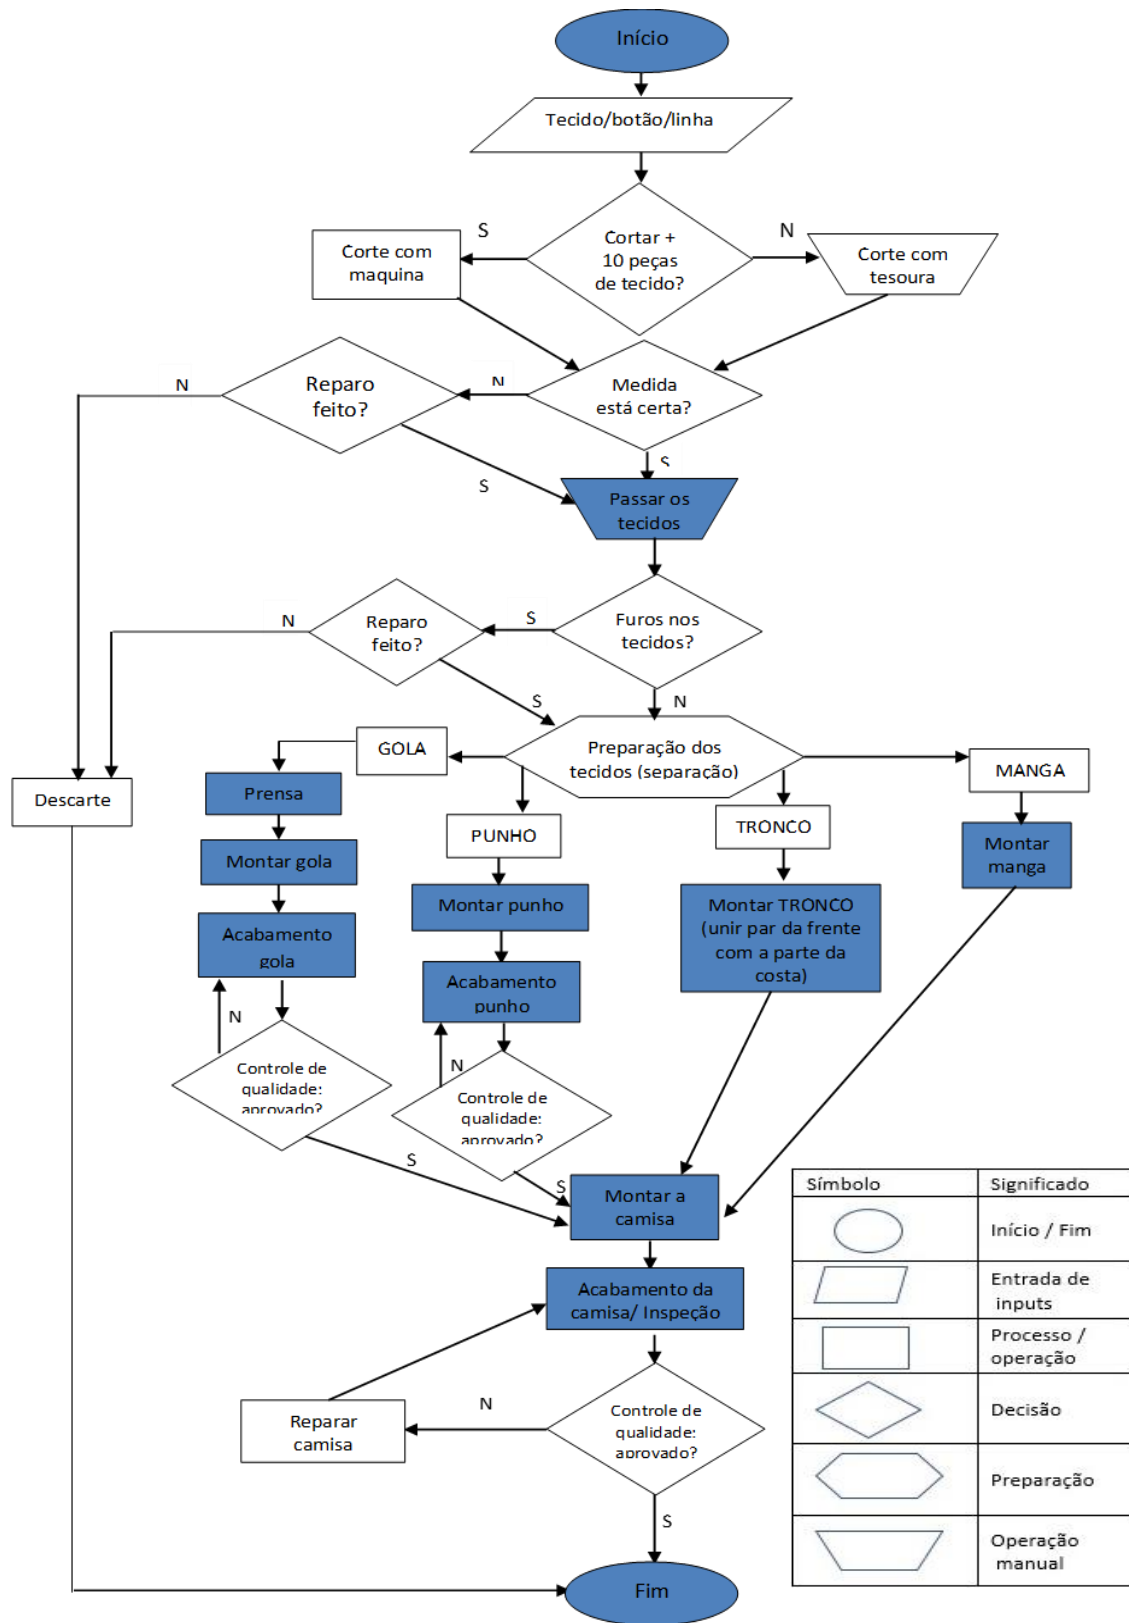 Início
Tecido/botão/linha
S
N
Cortar +
10 peças
de tecido?
Corte com
maquina
Corte com
tesoura
N
Reparo
feito?
N
Medida
está certa?
S
S
Passar os
tecidos
N
Reparo
feito?
S
Furos nos
tecidos?
S
N
GOLA
Preparação dos
tecidos (separação)
MANGA
Descarte
Prensa
PUNHO
TRONCO
Montar
manga
Montar gola
Montar punho
Montar TRONCO
(unir par da frente
com a parte da
costa)
Acabamento
gola
Acabamento
punho
N
N
Controle de
qualidade:
aprovado?
Controle de
qualidade:
aprovado?
S
S
Montar a
camisa
Acabamento da
camisa/ Inspeção
N
Reparar
camisa
Controle de
qualidade:
aprovado?
S
Fim
Símbolo
Significado
Início / Fim
Entrada de
inputs
Processo /
operação
Decisão
Preparação
Operação
manual